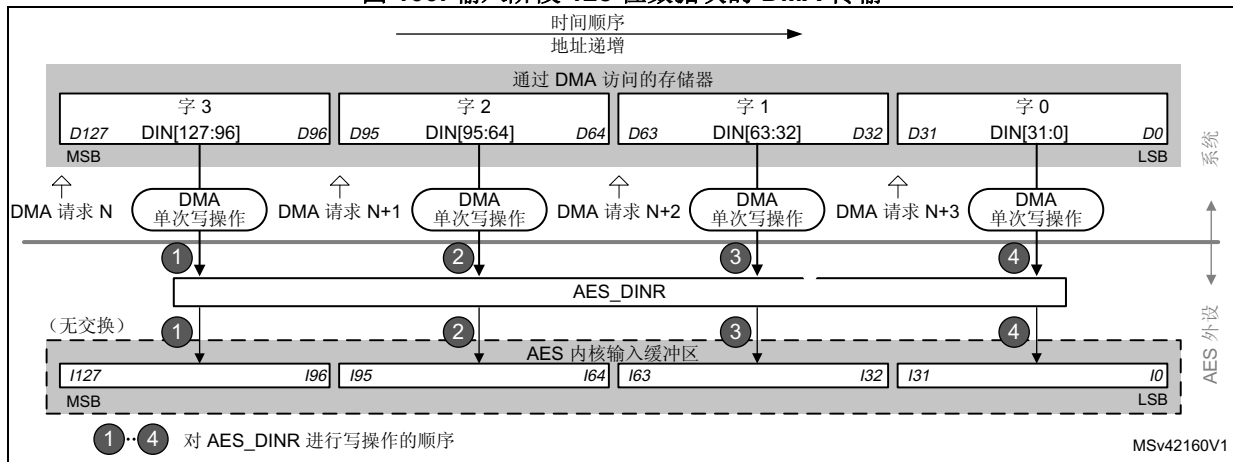 输入阶段 128 位数据块的 DMA 传输
时间顺序
地址递增
通过 DMA 访问的存储器
字 3 字 2 字 1 字 0
D127 DIN[127:96] D96 D95 DIN[95:64] D64 D63 DIN[63:32] D32 D31 DIN[31:0] D0
MSB LSB
系统
DMA 请求 N DMA 单次写操作 DMA 请求 N+1 DMA 单次写操作 DMA 请求 N+2 DMA 单次写操作 DMA 请求 N+3 DMA 单次写操作
1 2 3 4
AES_DINR
(无交换) 1 2 3 4
AES 外设
AES 内核输入缓冲区
I127 I96 I95 I64 I63 I32 I31 I0
MSB LSB
1··4 对 AES_DINR 进行写操作的顺序
MSv42160V1